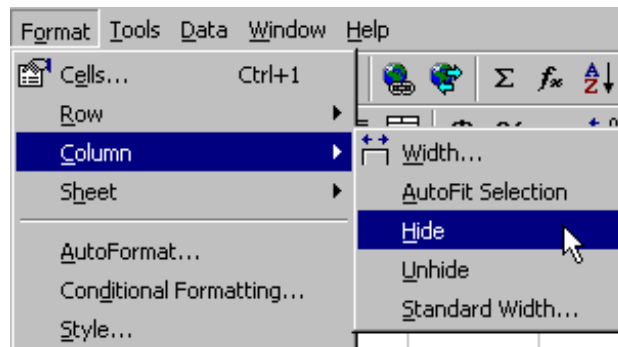 Format Tools Data Window Help
Cells... Ctrl+1
Row
Column
Sheet
AutoFormat...
Conditional Formatting...
Style...
Σ fx A Z
Width...
AutoFit Selection
Hide
Unhide
Standard Width...